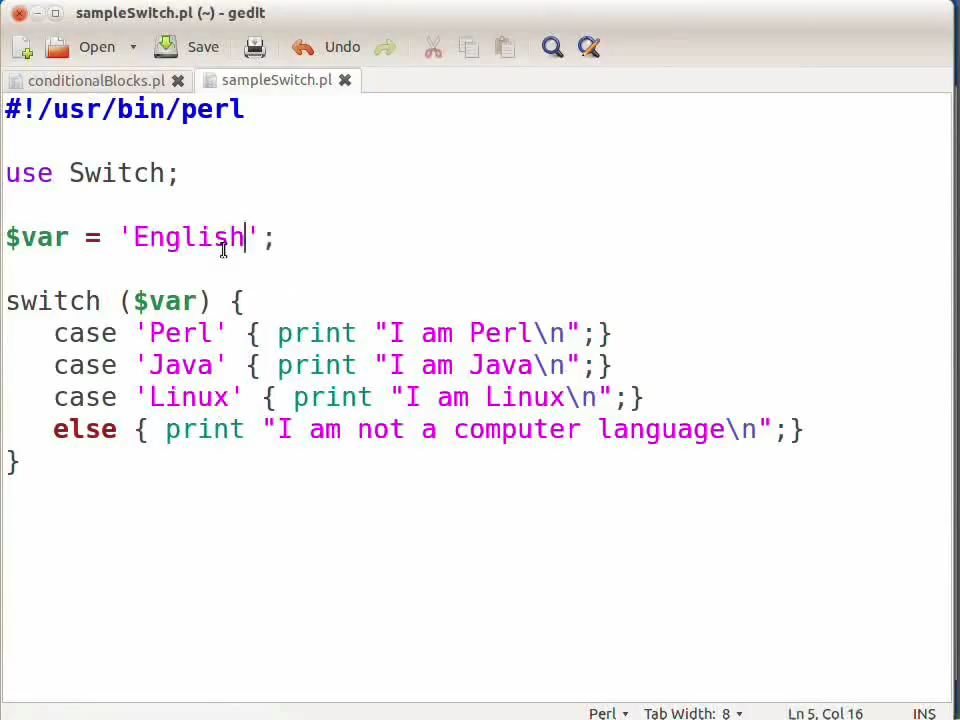 sampleSwitch.pl (~) - gedit
Open Save Undo
conditionalBlocks.pl sampleSwitch.pl
#!/usr/bin/perl
use Switch;
$var = 'English';
switch ($var) {
   case 'Perl' { print "I am Perl\n";}
   case 'Java' { print "I am Java\n";}
   case 'Linux' { print "I am Linux\n";}
   else { print "I am not a computer language\n";}
}
Perl Tab Width: 8 Ln 5, Col 16 INS